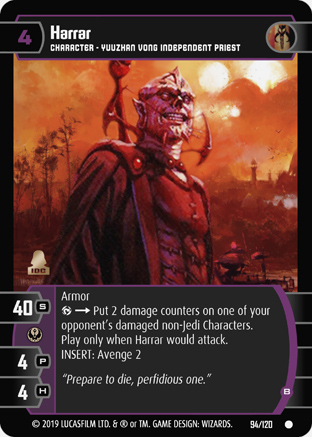 4
Harrar
CHARACTER - YUUZHAN VONG INDEPENDENT PRIEST
IDC
40 S
4 P
4 H
Armor
→ Put 2 damage counters on one of your
opponent's damaged non-Jedi Characters.
Play only when Harrar would attack.
INSERT: Avenge 2
"Prepare to die, perfidious one."
B
© 2019 LUCASFILM LTD. & ® or TM. GAME DESIGN: WIZARDS.
94/120